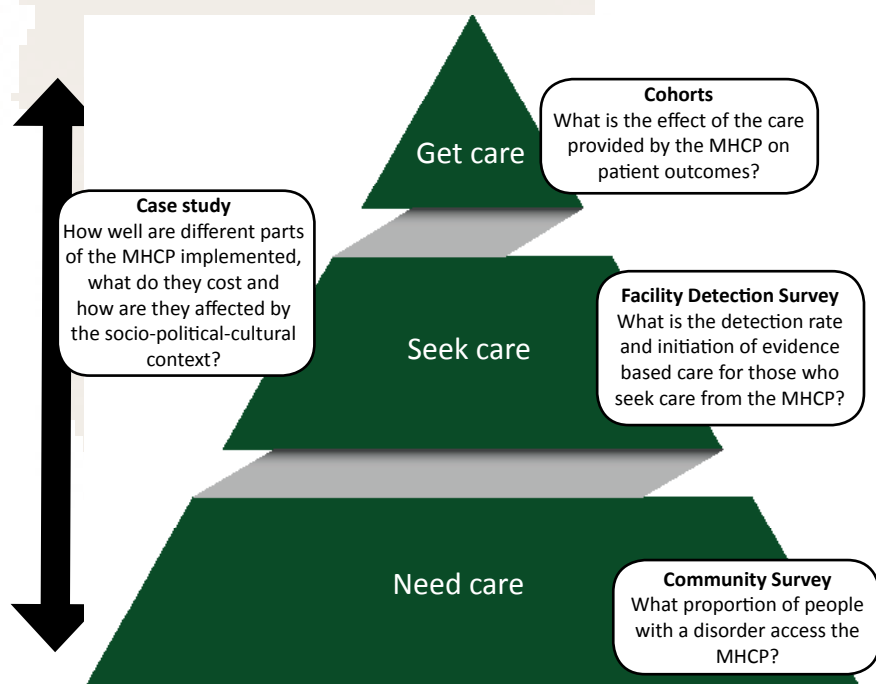 Get care
Cohorts
What is the effect of the care
provided by the MHCP on
patient outcomes?
Case study
How well are different parts
of the MHCP implemented,
what do they cost and
how are they affected by
the socio-political-cultural
context?
Seek care
Facility Detection Survey
What is the detection rate
and initiation of evidence
based care for those who
seek care from the MHCP?
Need care
Community Survey
What proportion of people
with a disorder access the
MHCP?